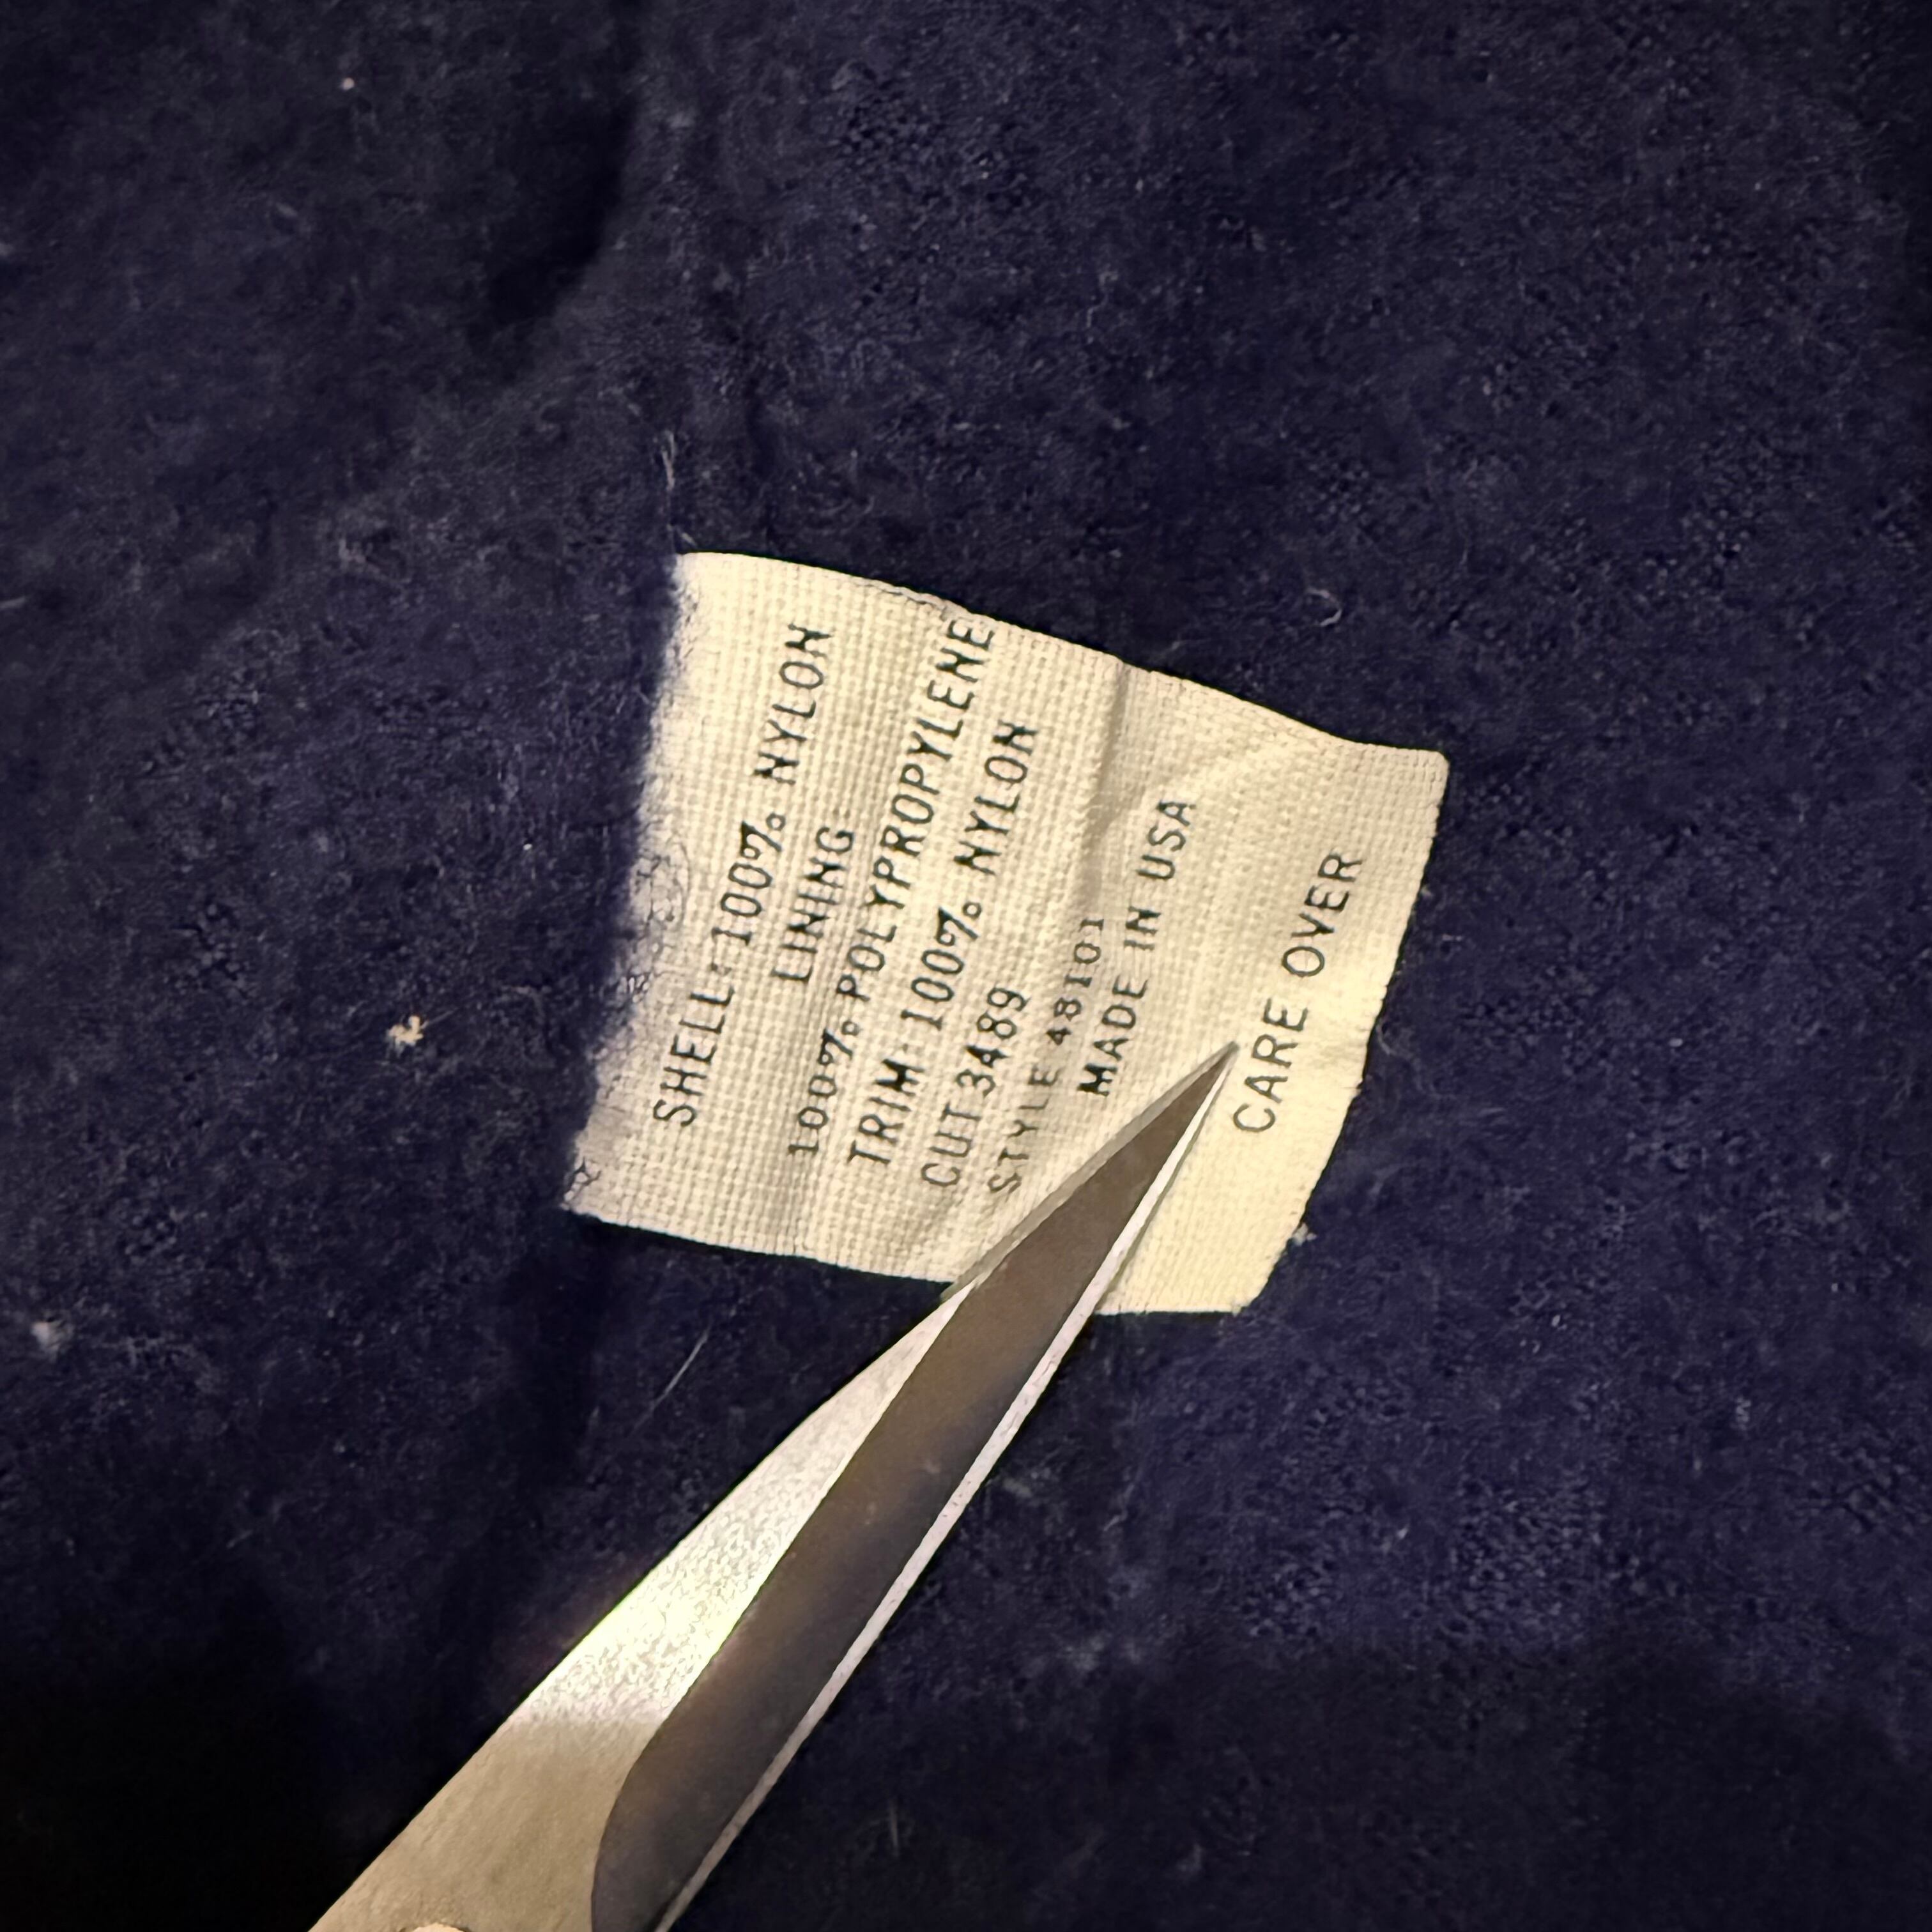 SHELL:100% NYLON
LINING
100% POLYPROPYLENE
TRIM:100% NYLON
CUT 3489
STYLE 48101
MADE IN USA
CARE OVER